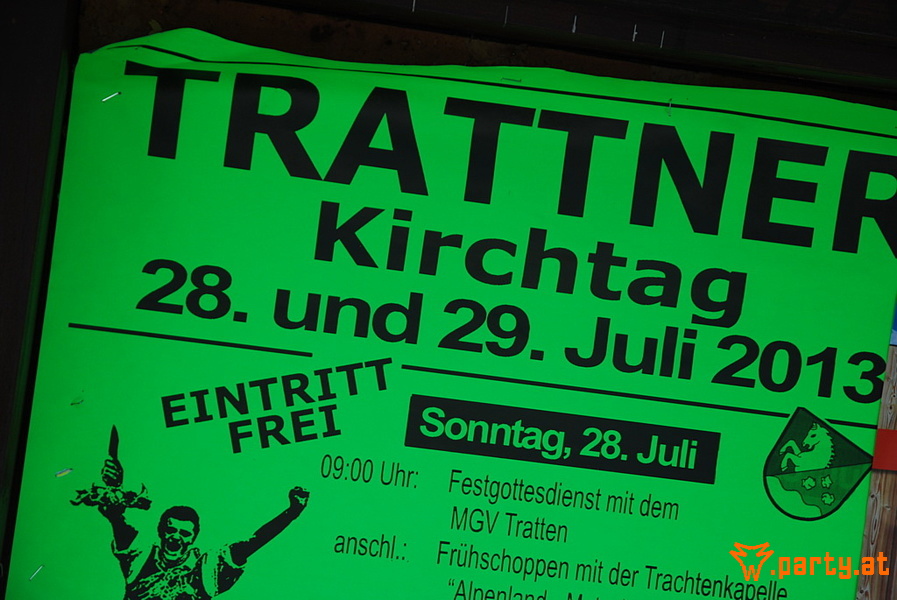 TRATTNER
Kirchtag
28. und 29. Juli 2013
EINTRITT
FREI
Sonntag, 28. Juli
09:00 Uhr: Festgottesdienst mit dem
MGV Tratten
anschl.: Frühschoppen mit der Trachtenkapelle
"Alpenland -
party.at